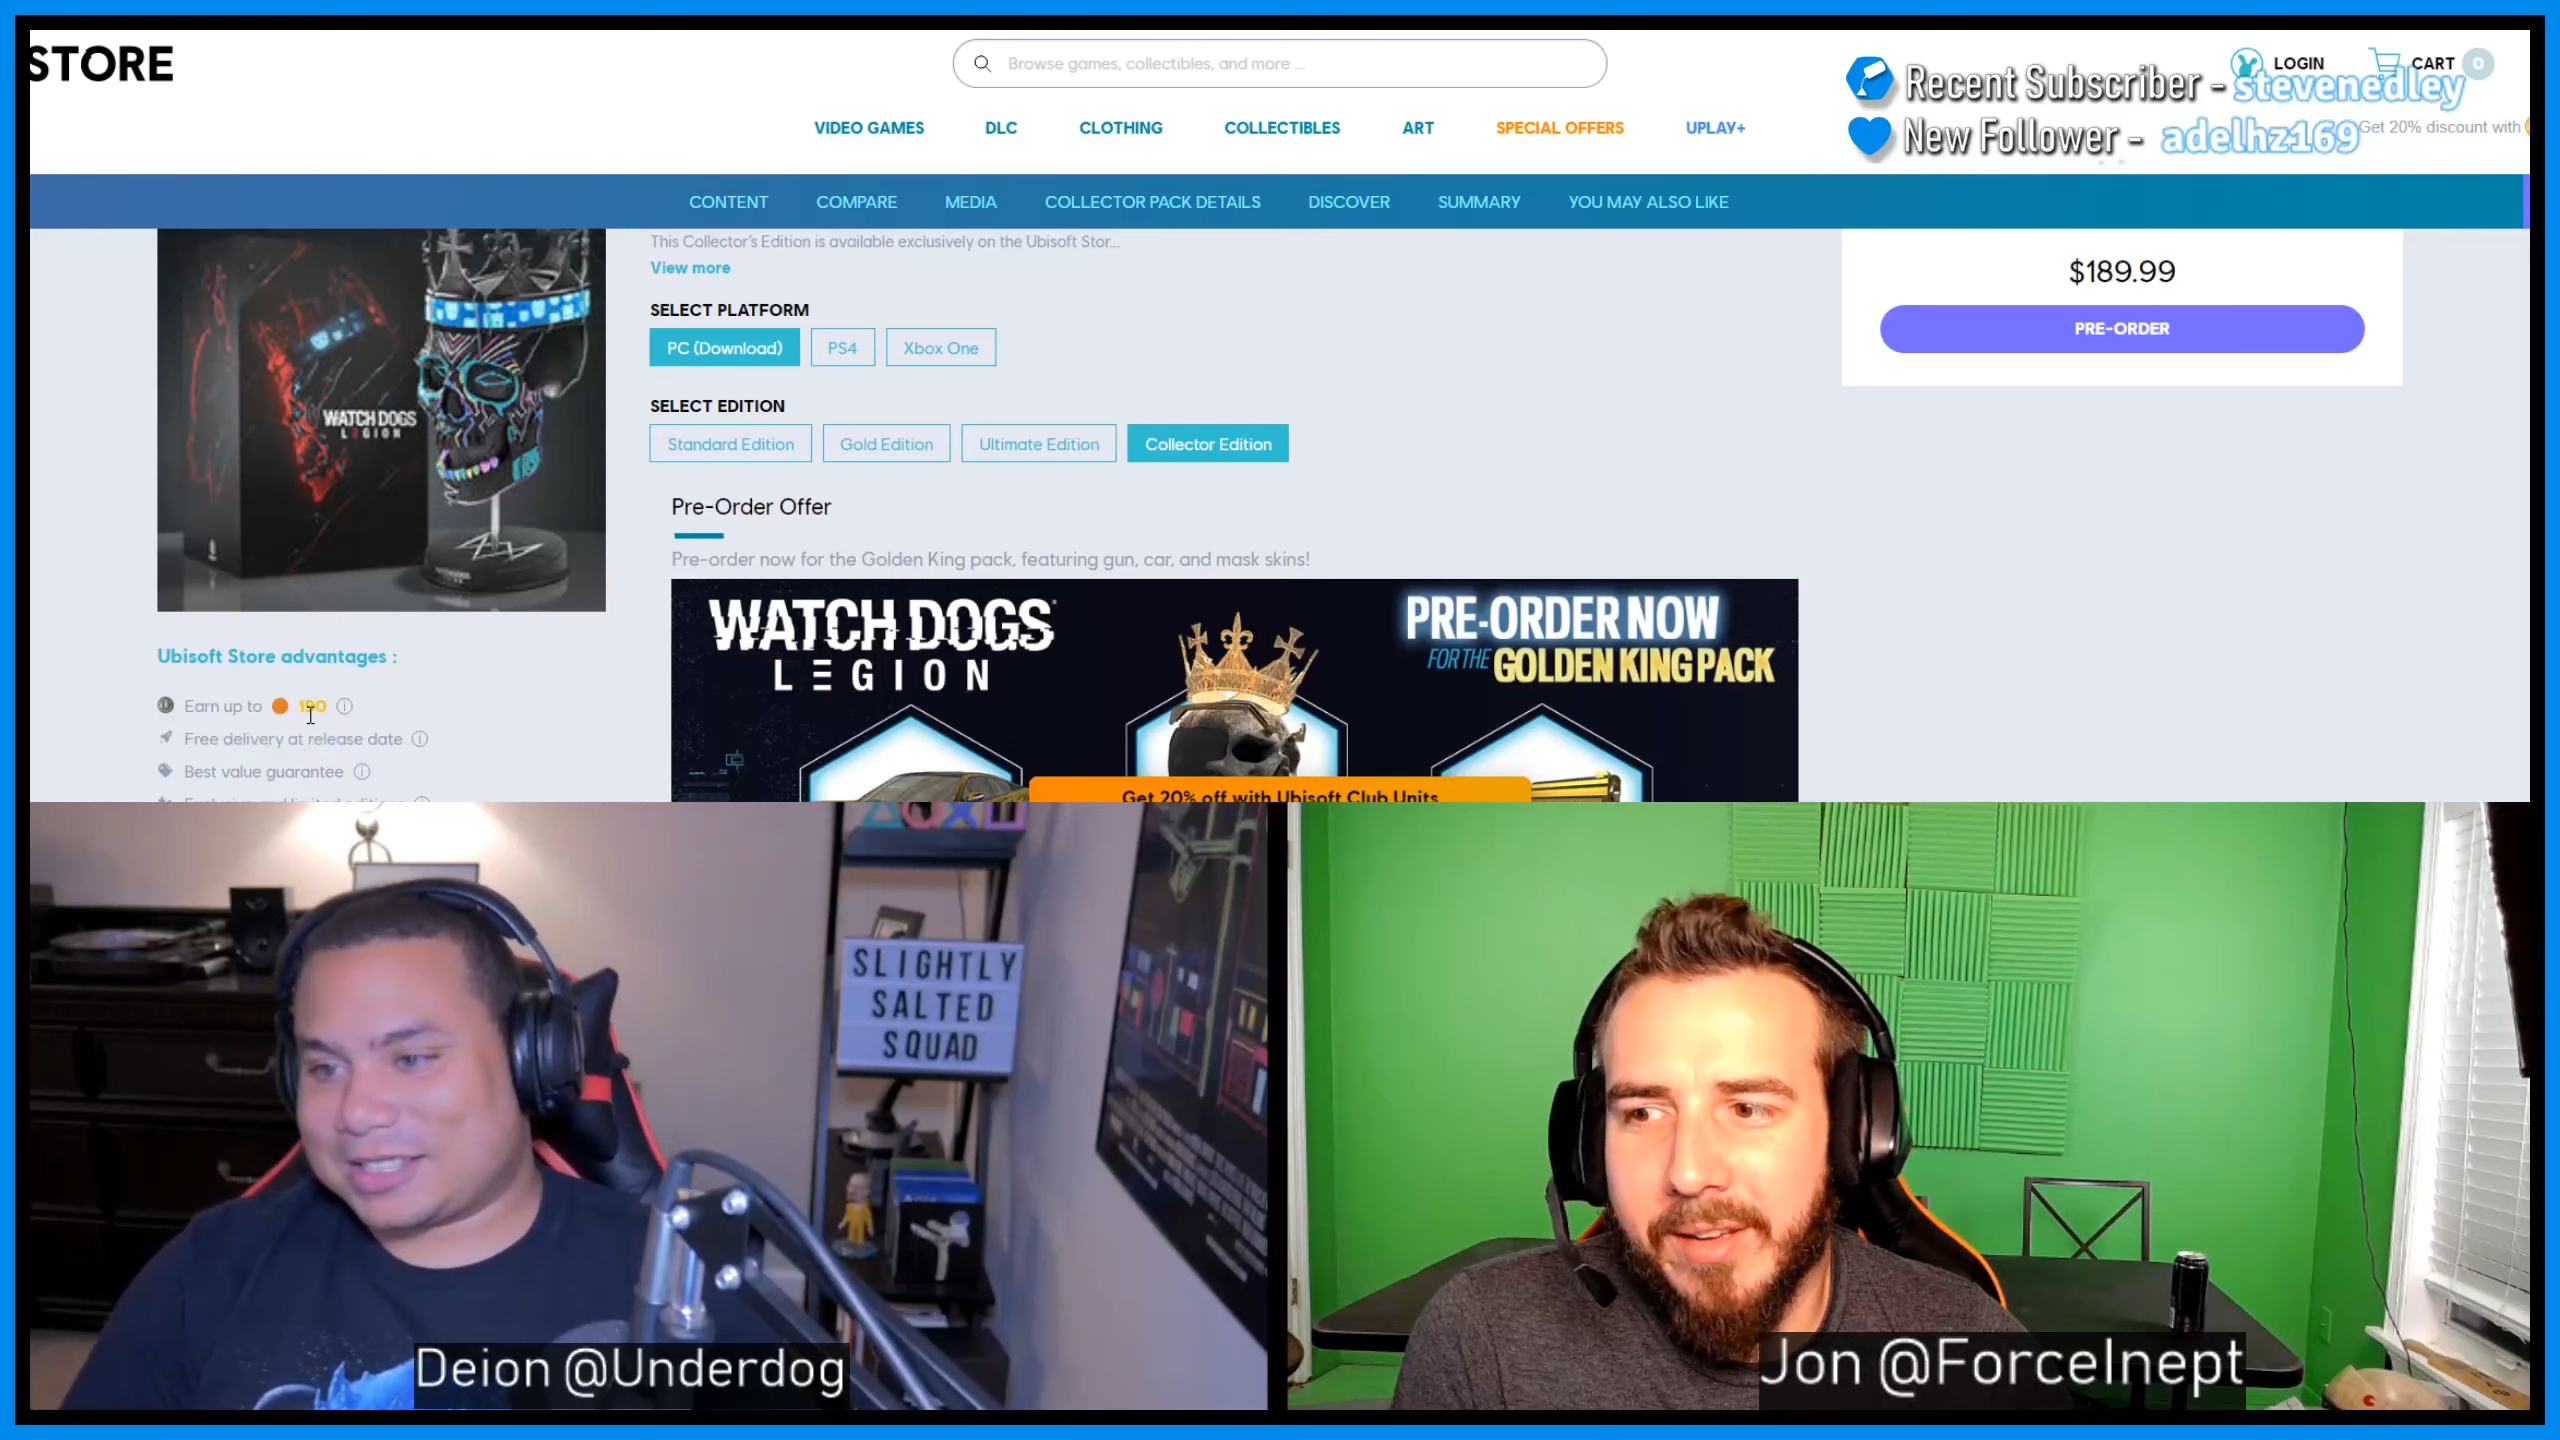 STORE
Browse games, collectibles, and more ...
LOGIN
CART
0
Recent Subscriber - stevenedley
New Follower - adelhz169
Get 20% discount with
VIDEO GAMES
DLC
CLOTHING
COLLECTIBLES
ART
SPECIAL OFFERS
UPLAY+
CONTENT
COMPARE
MEDIA
COLLECTOR PACK DETAILS
DISCOVER
SUMMARY
YOU MAY ALSO LIKE
This Collector's Edition is available exclusively on the Ubisoft Stor...
View more
SELECT PLATFORM
PC (Download)
PS4
Xbox One
SELECT EDITION
Standard Edition
Gold Edition
Ultimate Edition
Collector Edition
$189.99
PRE-ORDER
WATCH DOGS
LEGION
Pre-Order Offer
Pre-order now for the Golden King pack, featuring gun, car, and mask skins!
WATCH DOGS
LEGION
PRE-ORDER NOW
FOR THE GOLDEN KING PACK
Get 20% off with Ubisoft Club Units
Ubisoft Store advantages :
Earn up to 190
Free delivery at release date
Best value guarantee
SLIGHTLY
SALTED
SQUAD
Deion @Underdog
Jon @ForceInept